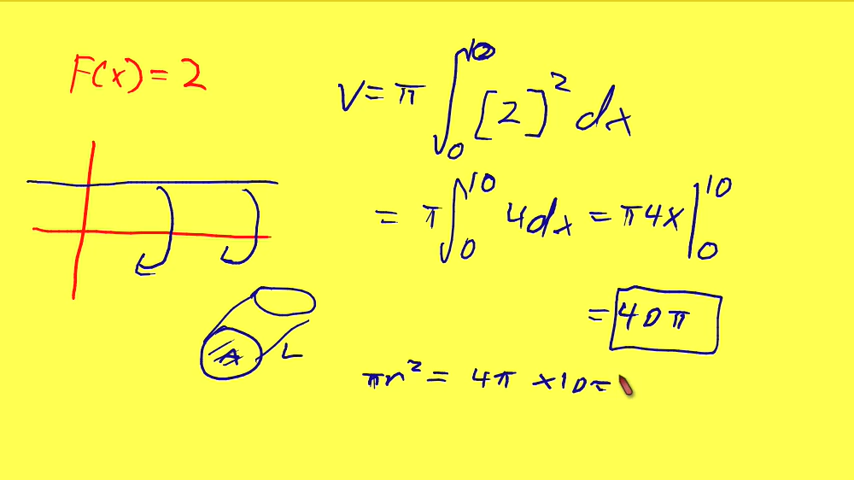 F(x) = 2
V = π ∫₀¹⁰ [2]² dx
= π ∫₀¹⁰ 4dx = π4x |₀¹⁰
= 40π
A L
πr² = 4π ×10 =